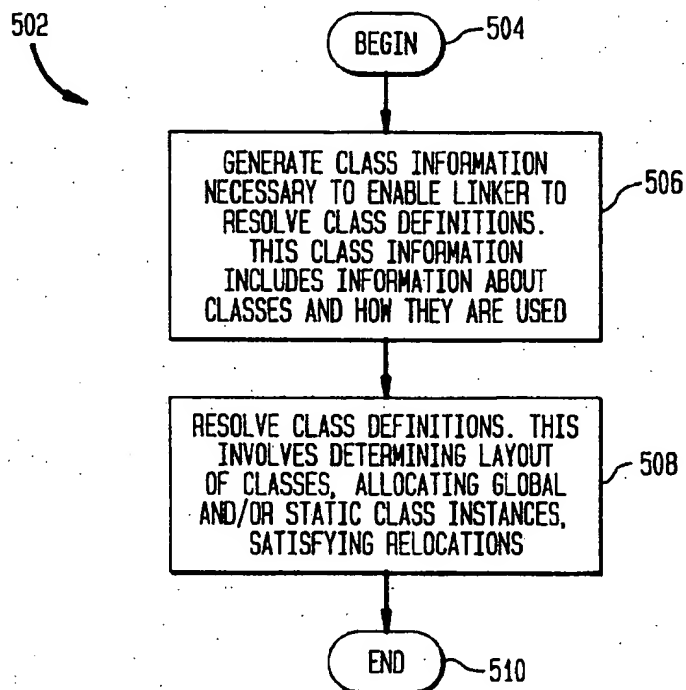 502
BEGIN
504
GENERATE CLASS INFORMATION
NECESSARY TO ENABLE LINKER TO
RESOLVE CLASS DEFINITIONS.
THIS CLASS INFORMATION
INCLUDES INFORMATION ABOUT
CLASSES AND HOW THEY ARE USED
506
RESOLVE CLASS DEFINITIONS. THIS
INVOLVES DETERMINING LAYOUT
OF CLASSES, ALLOCATING GLOBAL
AND/OR STATIC CLASS INSTANCES,
SATISFYING RELOCATIONS
508
END
510